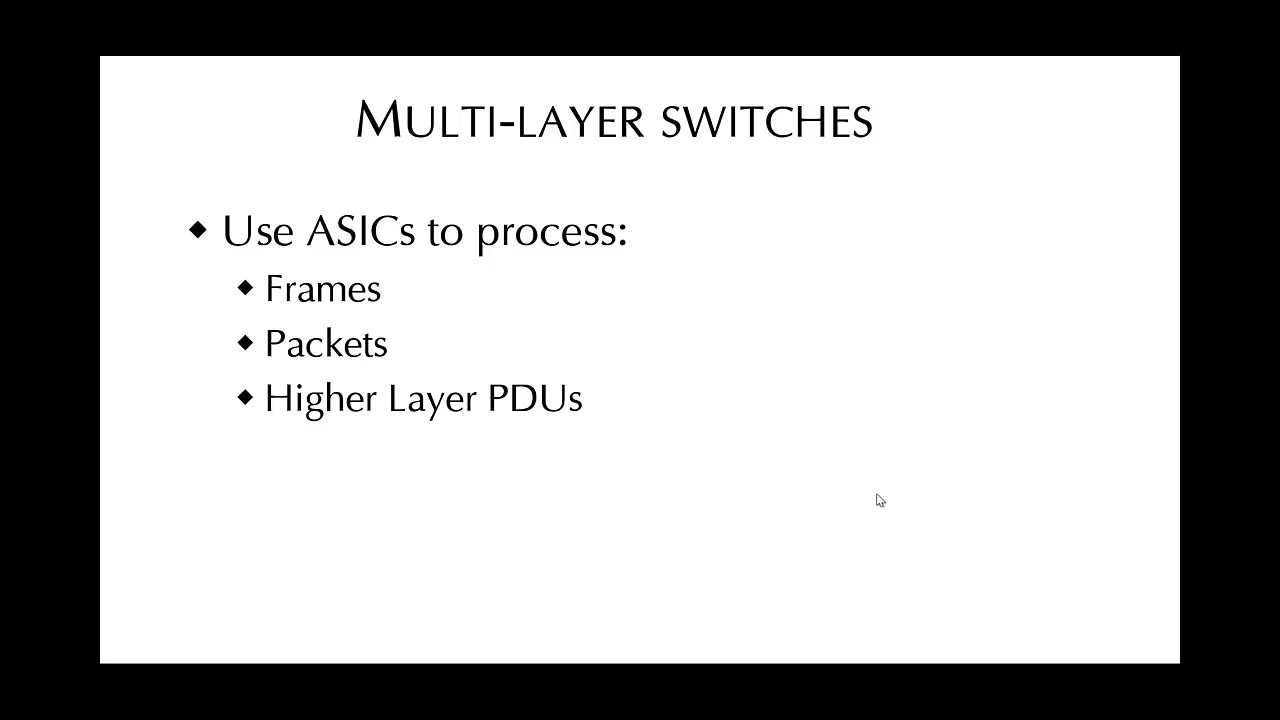 Multi-layer switches
◆ Use ASICs to process:
◆ Frames
◆ Packets
◆ Higher Layer PDUs